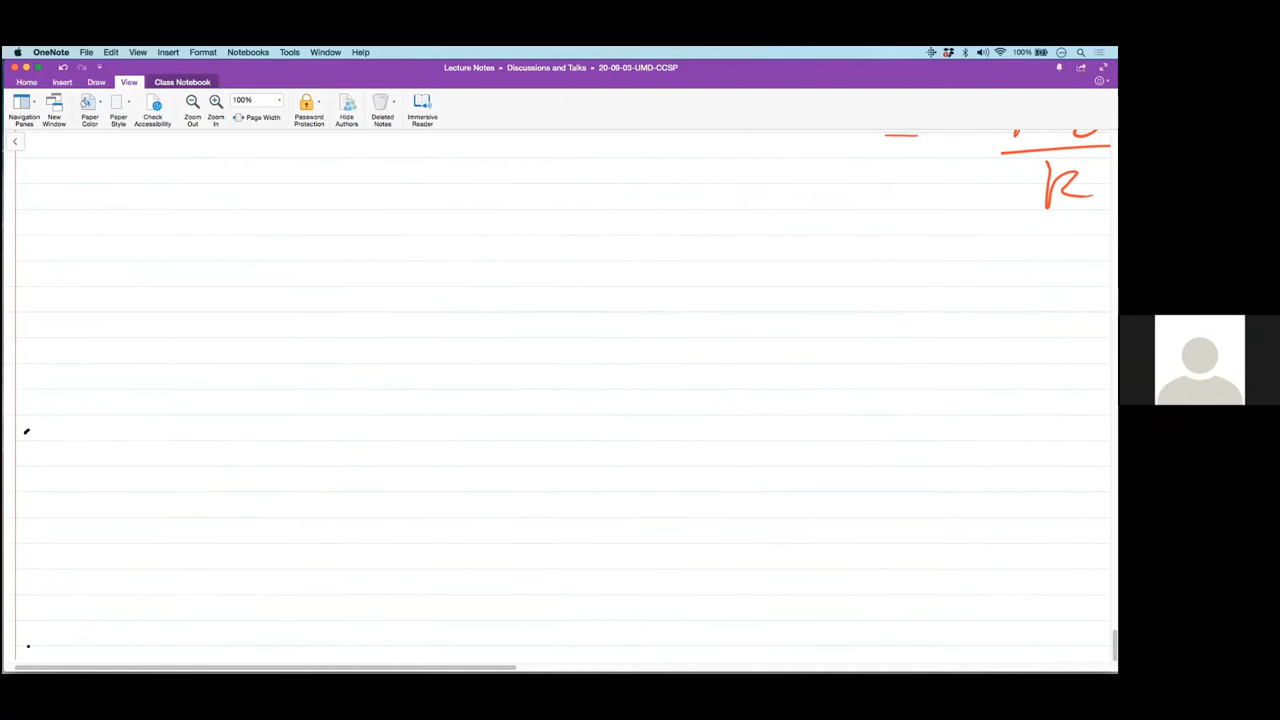 OneNote File Edit View Insert Format Notebooks Tools Window Help 100%
Lecture Notes » Discussions and Talks » 20-09-03-UMD-CCSP
Home Insert Draw View Class Notebook
100%
Page Width
Navigation Panes New Window Paper Color Paper Style Check Accessibility Zoom Out Zoom In Password Protection Hide Authors Deleted Notes Immersive Reader